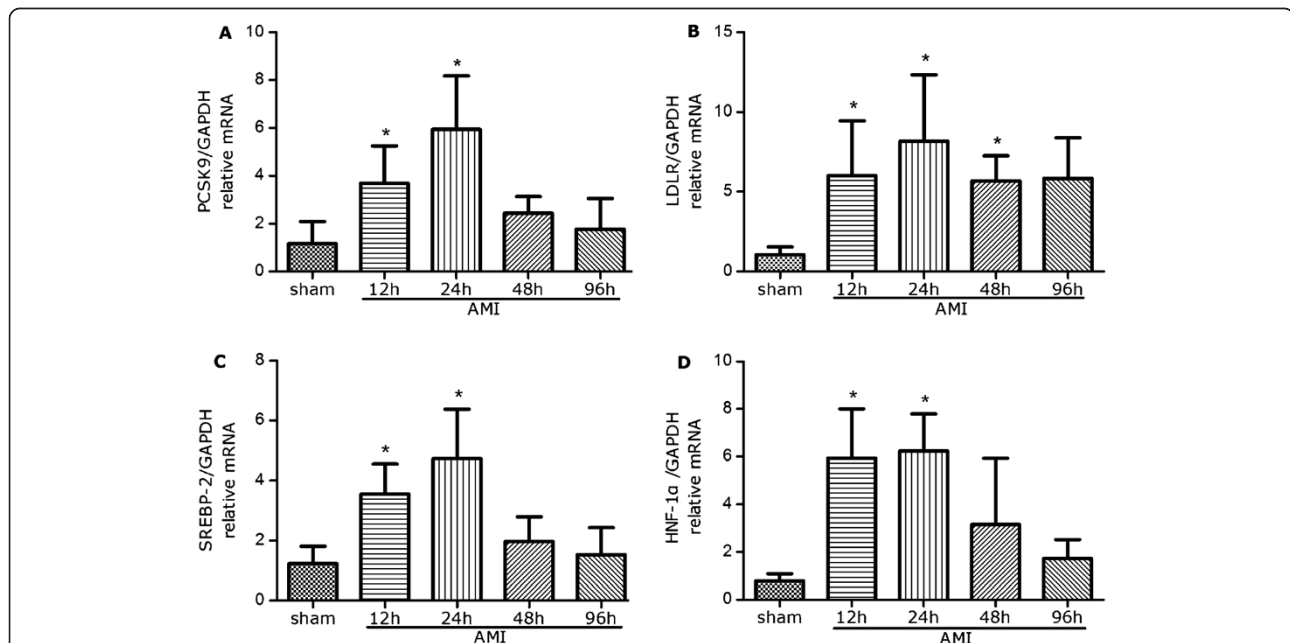 A
PCSK9/GAPDH
relative mRNA
10
8
6
4
2
0
*
*
sham
12h
24h
48h
96h
AMI
B
LDLR/GAPDH
relative mRNA
15
10
5
0
*
*
*
sham
12h
24h
48h
96h
AMI
C
SREBP-2/GAPDH
relative mRNA
8
6
4
2
0
*
*
sham
12h
24h
48h
96h
AMI
D
HNF-1α /GAPDH
relative mRNA
10
8
6
4
2
0
*
*
sham
12h
24h
48h
96h
AMI